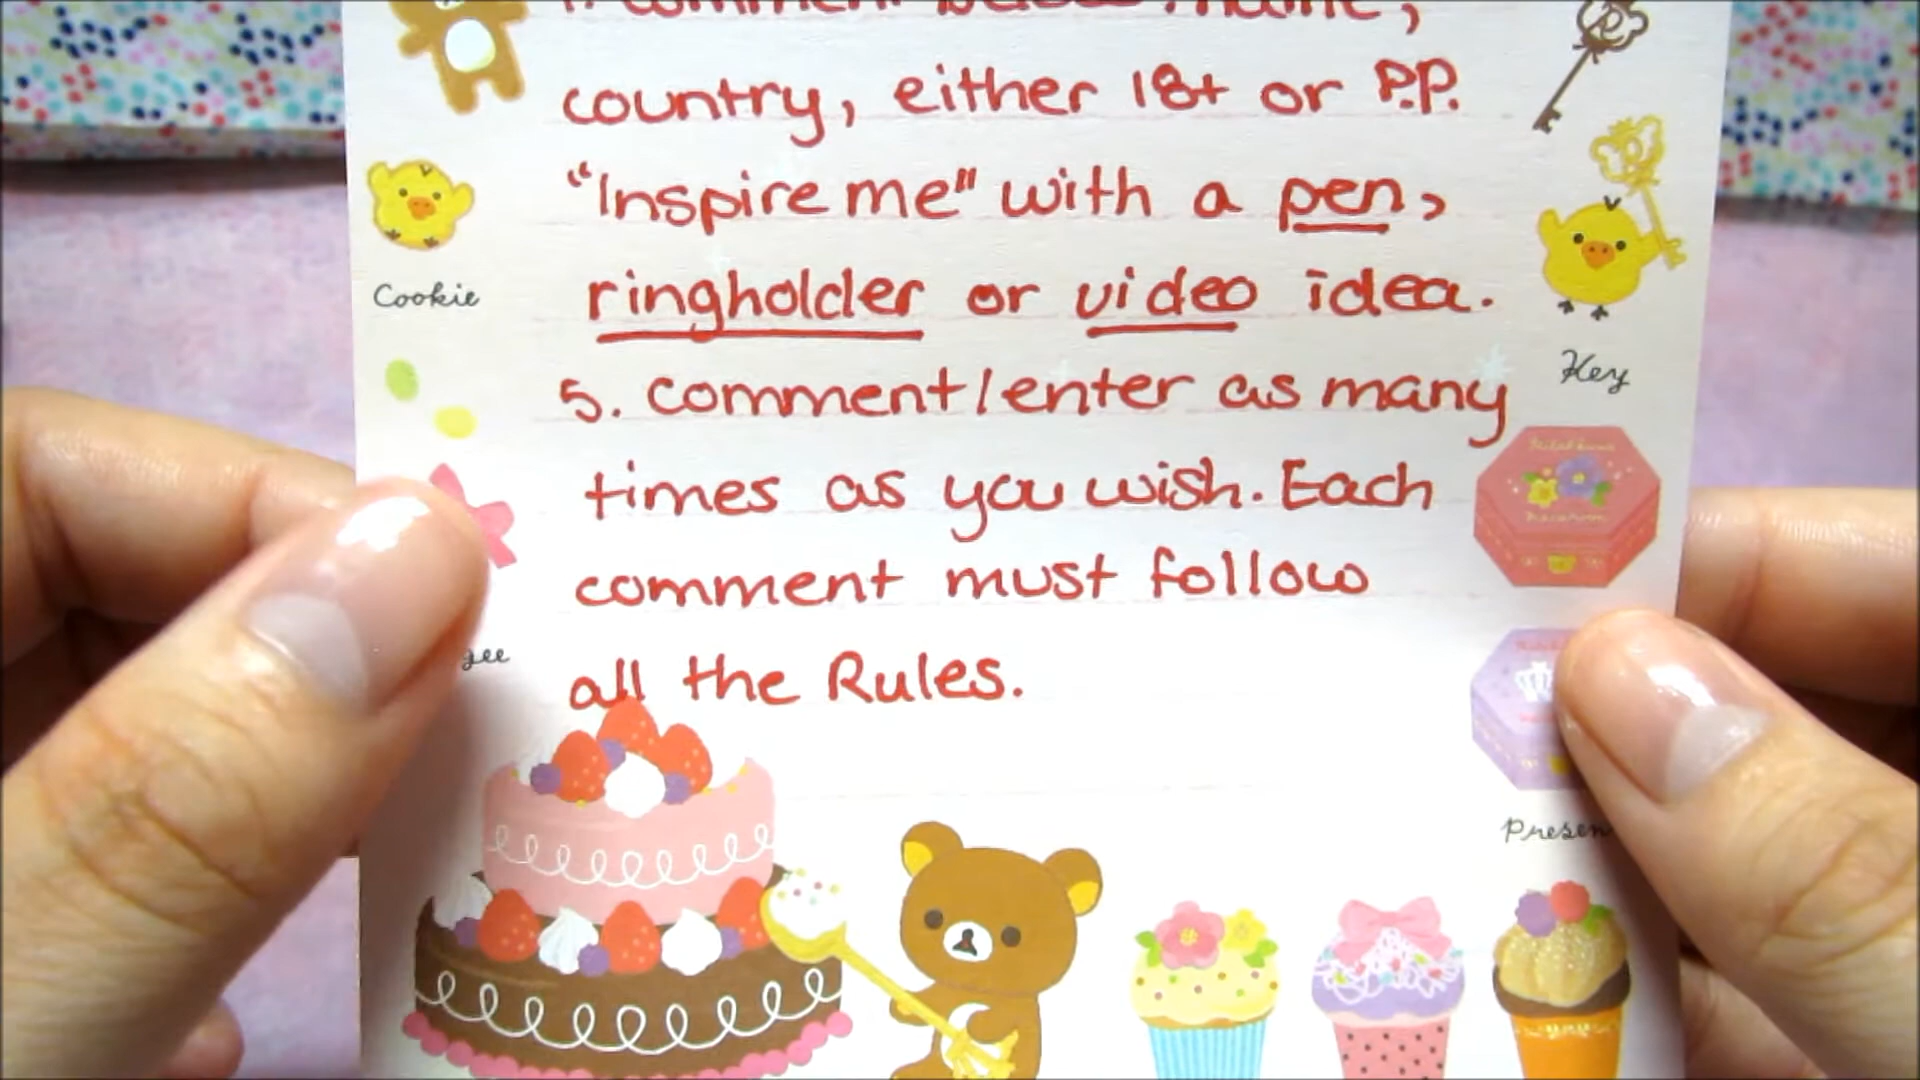 country, either 18+ or P.P.
"Inspire me" with a pen,
ringholder or video idea.
5. comment/enter as many
times as you wish. Each
comment must follow
all the Rules.
Cookie
Key